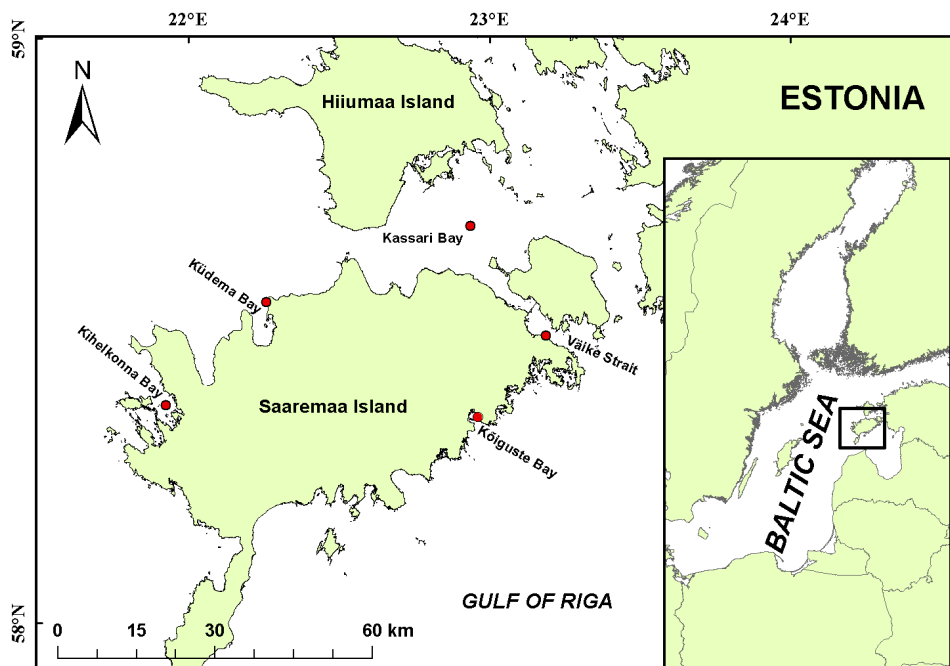 22°E 23°E 24°E
59°N
N
Hiiumaa Island
ESTONIA
Kassari Bay
Küdema Bay
Väike Strait
Kihelkonna Bay
Saaremaa Island
Kõiguste Bay
BALTIC SEA
GULF OF RIGA
58°N
0 15 30 60 km